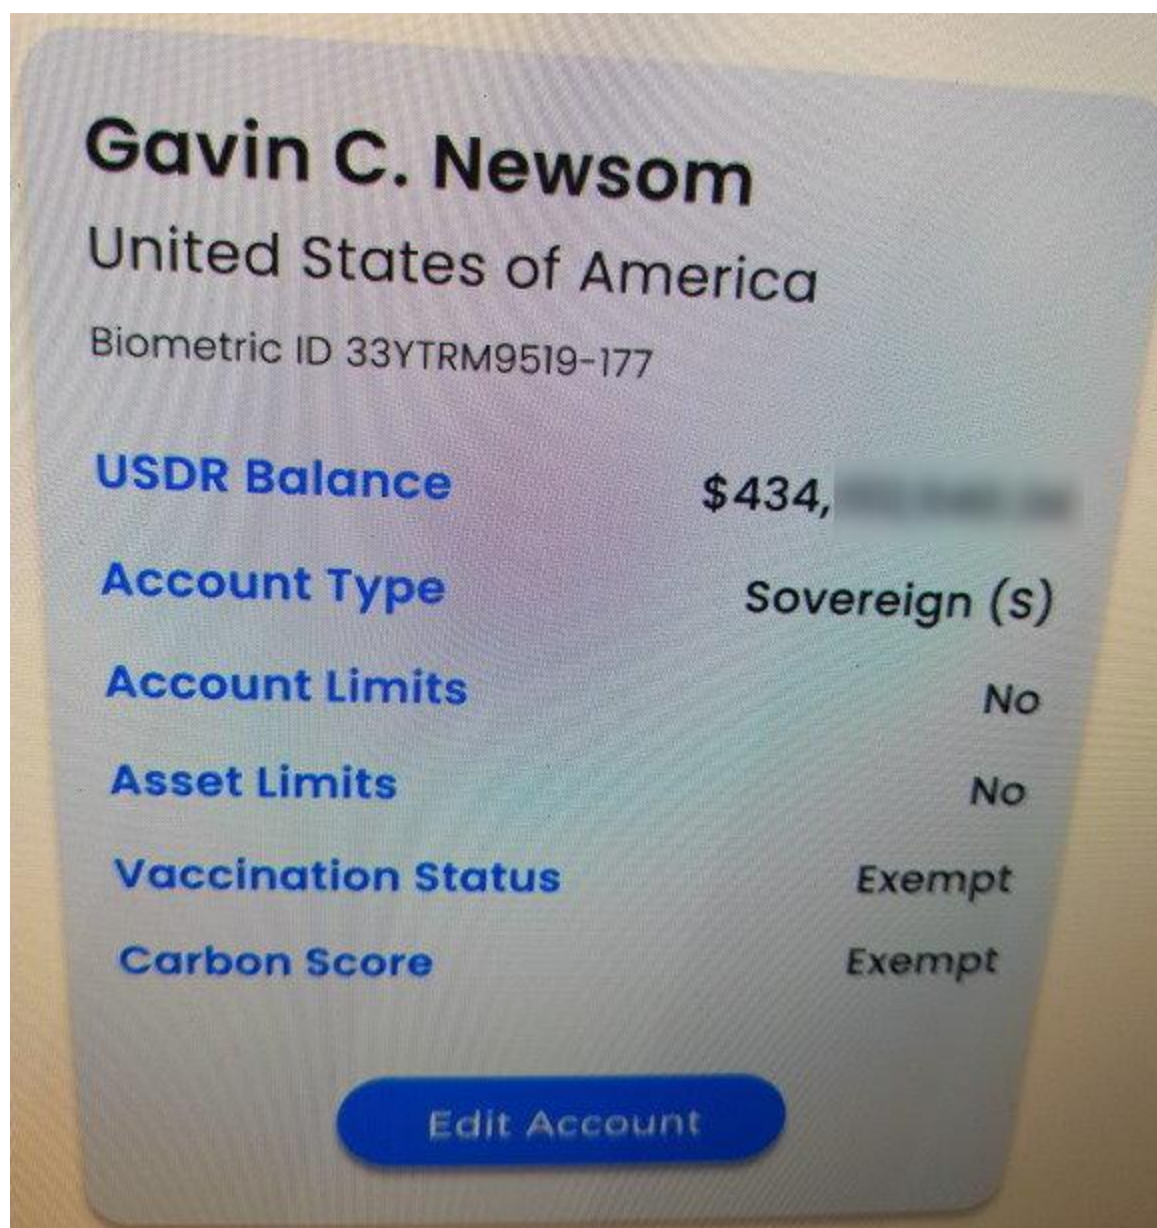 Gavin C. Newsom
United States of America
Biometric ID 33YTRM9519-177
USDR Balance $434,
Account Type Sovereign (s)
Account Limits No
Asset Limits No
Vaccination Status Exempt
Carbon Score Exempt
Edit Account